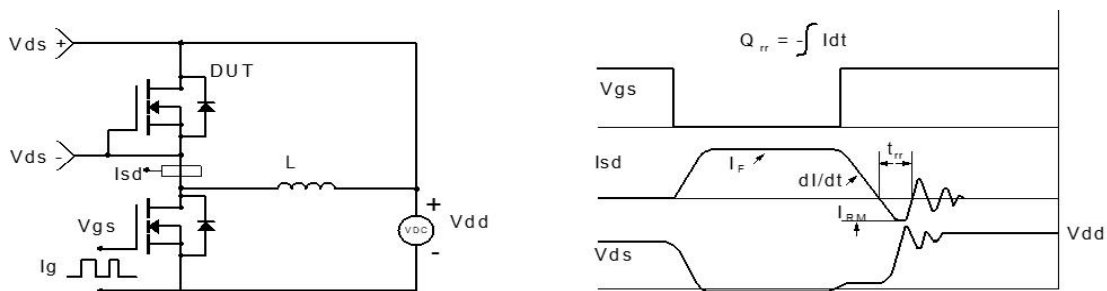 Vds +
DUT
Vds -
Isd
L
Vgs
+
VDC
Vdd
-
Ig
Q rr = - ∫ Idt
Vgs
Isd
I F
dI/dt
t rr
I RM
Vds
Vdd